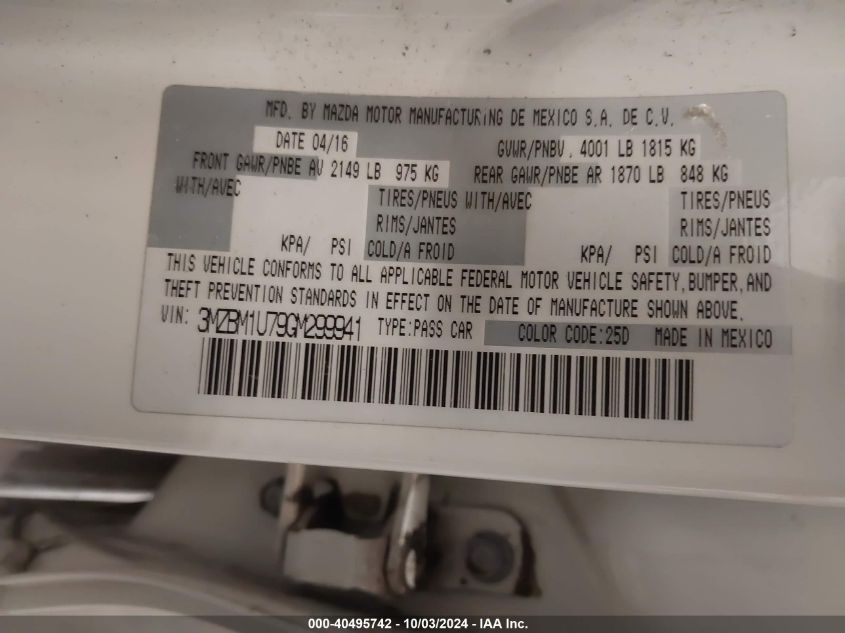 MFD. BY MAZDA MOTOR MANUFACTURING DE MEXICO S.A. DE C.V.
DATE 04/16 GVWR/PNBV. 4001 LB 1815 KG
FRONT GAWR/PNBE AV 2149 LB 975 KG REAR GAWR/PNBE AR 1870 LB 848 KG
WITH/AVEC TIRES/PNEUS WITH/AVEC TIRES/PNEUS
RIMS/JANTES RIMS/JANTES
KPA/ PSI COLD/A FROID KPA/ PSI COLD/A FROID
THIS VEHICLE CONFORMS TO ALL APPLICABLE FEDERAL MOTOR VEHICLE SAFETY, BUMPER, AND
THEFT PREVENTION STANDARDS IN EFFECT ON THE DATE OF MANUFACTURE SHOWN ABOVE.
VIN: 3MZBM1U79GM299941 TYPE:PASS CAR COLOR CODE:25D MADE IN MEXICO
000-40495742 - 10/03/2024 - IAA Inc.